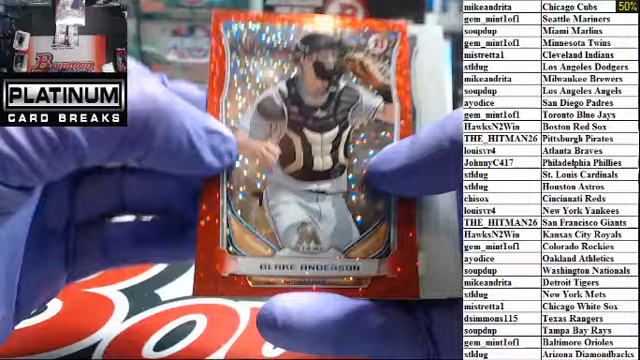 Bowman
PLATINUM
CARD BREAKS
BLAKE ANDERSON
50%
mikeandrita Chicago Cubs
gem_mint1of1 Seattle Mariners
soupdup Miami Marlins
gem_mint1of1 Minnesota Twins
mistretta1 Cleveland Indians
stldug Los Angeles Dodgers
mikeandrita Milwaukee Brewers
soupdup Los Angeles Angels
ayodice San Diego Padres
gem_mint1of1 Toronto Blue Jays
HawksN2Win Boston Red Sox
THE_HITMAN26 Pittsburgh Pirates
louisvr4 Atlanta Braves
JohnnyC417 Philadelphia Phillies
stldug St. Louis Cardinals
stldug Houston Astros
chisox Cincinnati Reds
louisvr4 New York Yankees
THE_HITMAN26 San Francisco Giants
HawksN2Win Kansas City Royals
gem_mint1of1 Colorado Rockies
ayodice Oakland Athletics
soupdup Washington Nationals
mikeandrita Detroit Tigers
stldug New York Mets
mistretta1 Chicago White Sox
dsimmons115 Texas Rangers
soupdup Tampa Bay Rays
gem_mint1of1 Baltimore Orioles
stldug Arizona Diamondbacks